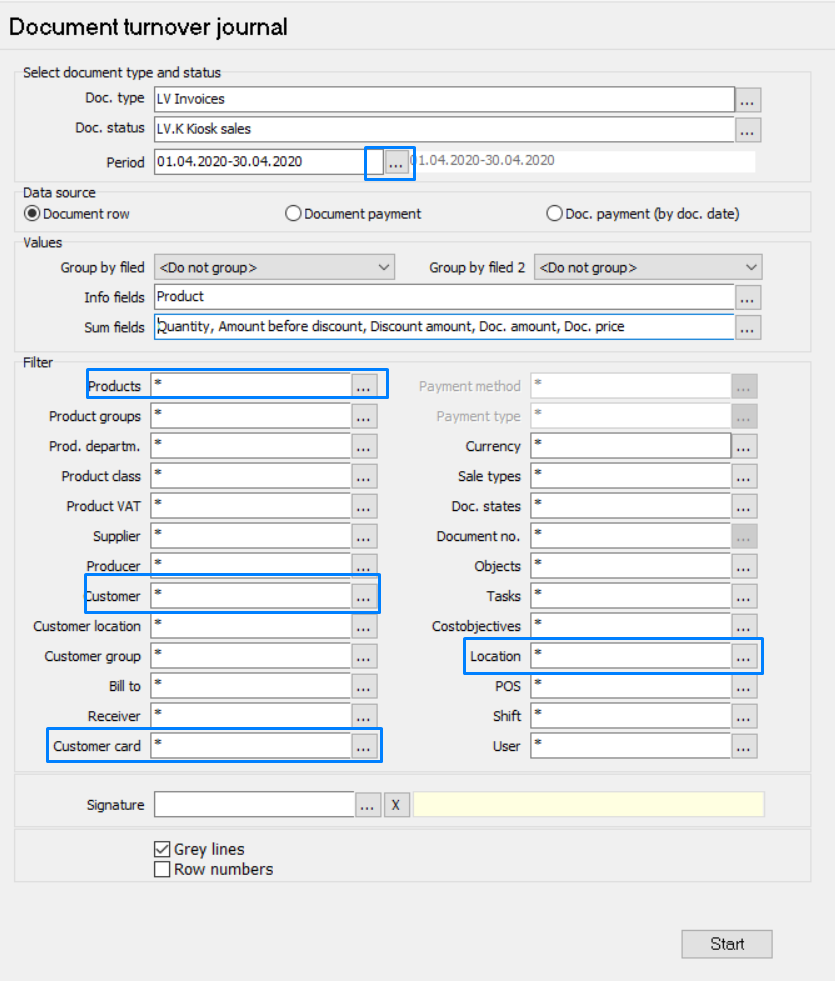 Document turnover journal
Select document type and status
Doc. type LV Invoices ...
Doc. status LV.K Kiosk sales ...
Period 01.04.2020-30.04.2020 ... 01.04.2020-30.04.2020
Data source
Document row Document payment Doc. payment (by doc. date)
Values
Group by filed <Do not group> Group by filed 2 <Do not group>
Info fields Product ...
Sum fields Quantity, Amount before discount, Discount amount, Doc. amount, Doc. price ...
Filter
Products * ... Payment method * ...
Product groups * ... Payment type * ...
Prod. departm. * ... Currency * ...
Product class * ... Sale types * ...
Product VAT * ... Doc. states * ...
Supplier * ... Document no. * ...
Producer * ... Objects * ...
Customer * ... Tasks * ...
Customer location * ... Costobjectives * ...
Customer group * ... Location * ...
Bill to * ... POS * ...
Receiver * ... Shift * ...
Customer card * ... User * ...
Signature ... X
Grey lines
Row numbers
Start